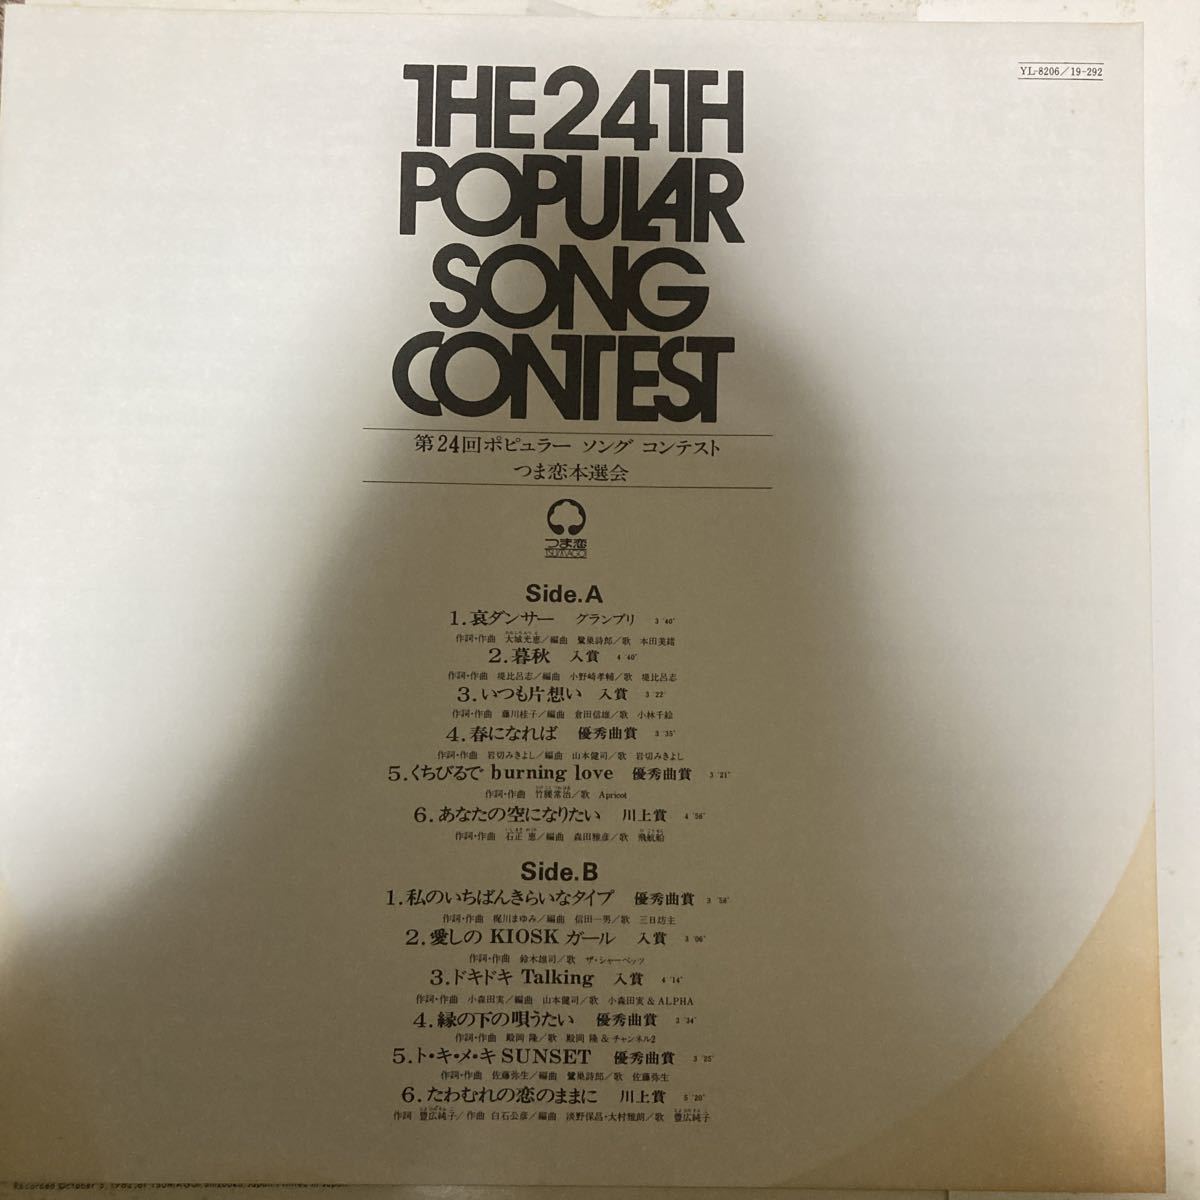 YL-8206／19-292
THE 24TH
POPULAR
SONG
CONTEST
第24回ポピュラー ソング コンテスト
つま恋本選会
つま恋
TSUMAGOI
Side.A
1.哀ダンサー グランプリ 3'40"
作詞・作曲 大城光恵／編曲 鷺巣詩郎／歌 本田美緒
2.暮秋 入賞 4'40"
作詞・作曲 堤比呂志／編曲 小野崎孝輔／歌 堤比呂志
3.いつも片想い 入賞 3'22"
作詞・作曲 藤川桂子／編曲 倉田信雄／歌 小林千絵
4.春になれば 優秀曲賞 3'35"
作詞・作曲 岩切みきよし／編曲 山本健司／歌 岩切みきよし
5.くちびるで burning love 優秀曲賞 3'21"
作詞・作曲 竹腰常治／歌 Apricot
6.あなたの空になりたい 川上賞 4'56"
作詞・作曲 石正 恵／編曲 森田雅彦／歌 飛航船
Side.B
1.私のいちばんきらいなタイプ 優秀曲賞 3'58"
作詞・作曲 梶川まゆみ／編曲 信田一男／歌 三日坊主
2.愛しの KIOSK ガール 入賞 3'06"
作詞・作曲 鈴木雄司／歌 ザ・シャーベッツ
3.ドキドキ Talking 入賞 4'14"
作詞・作曲 小森田実／編曲 山本健司／歌 小森田実 & ALPHA
4.縁の下の唄うたい 優秀曲賞 3'34"
作詞・作曲 殿岡 隆／歌 殿岡 隆 & チャンネル2
5.ト・キ・メ・キ SUNSET 優秀曲賞 3'25"
作詞・作曲 佐藤弥生／編曲 鷺巣詩郎／歌 佐藤弥生
6.たわむれの恋のままに 川上賞 5'20"
作詞 豊広純子／作曲 白石公彦／編曲 淡野保昌・大村雅朗／歌 豊広純子
Recorded October 3, 1982, at TSUMAGOI, Shizuoka, Japan. Printed in Japan